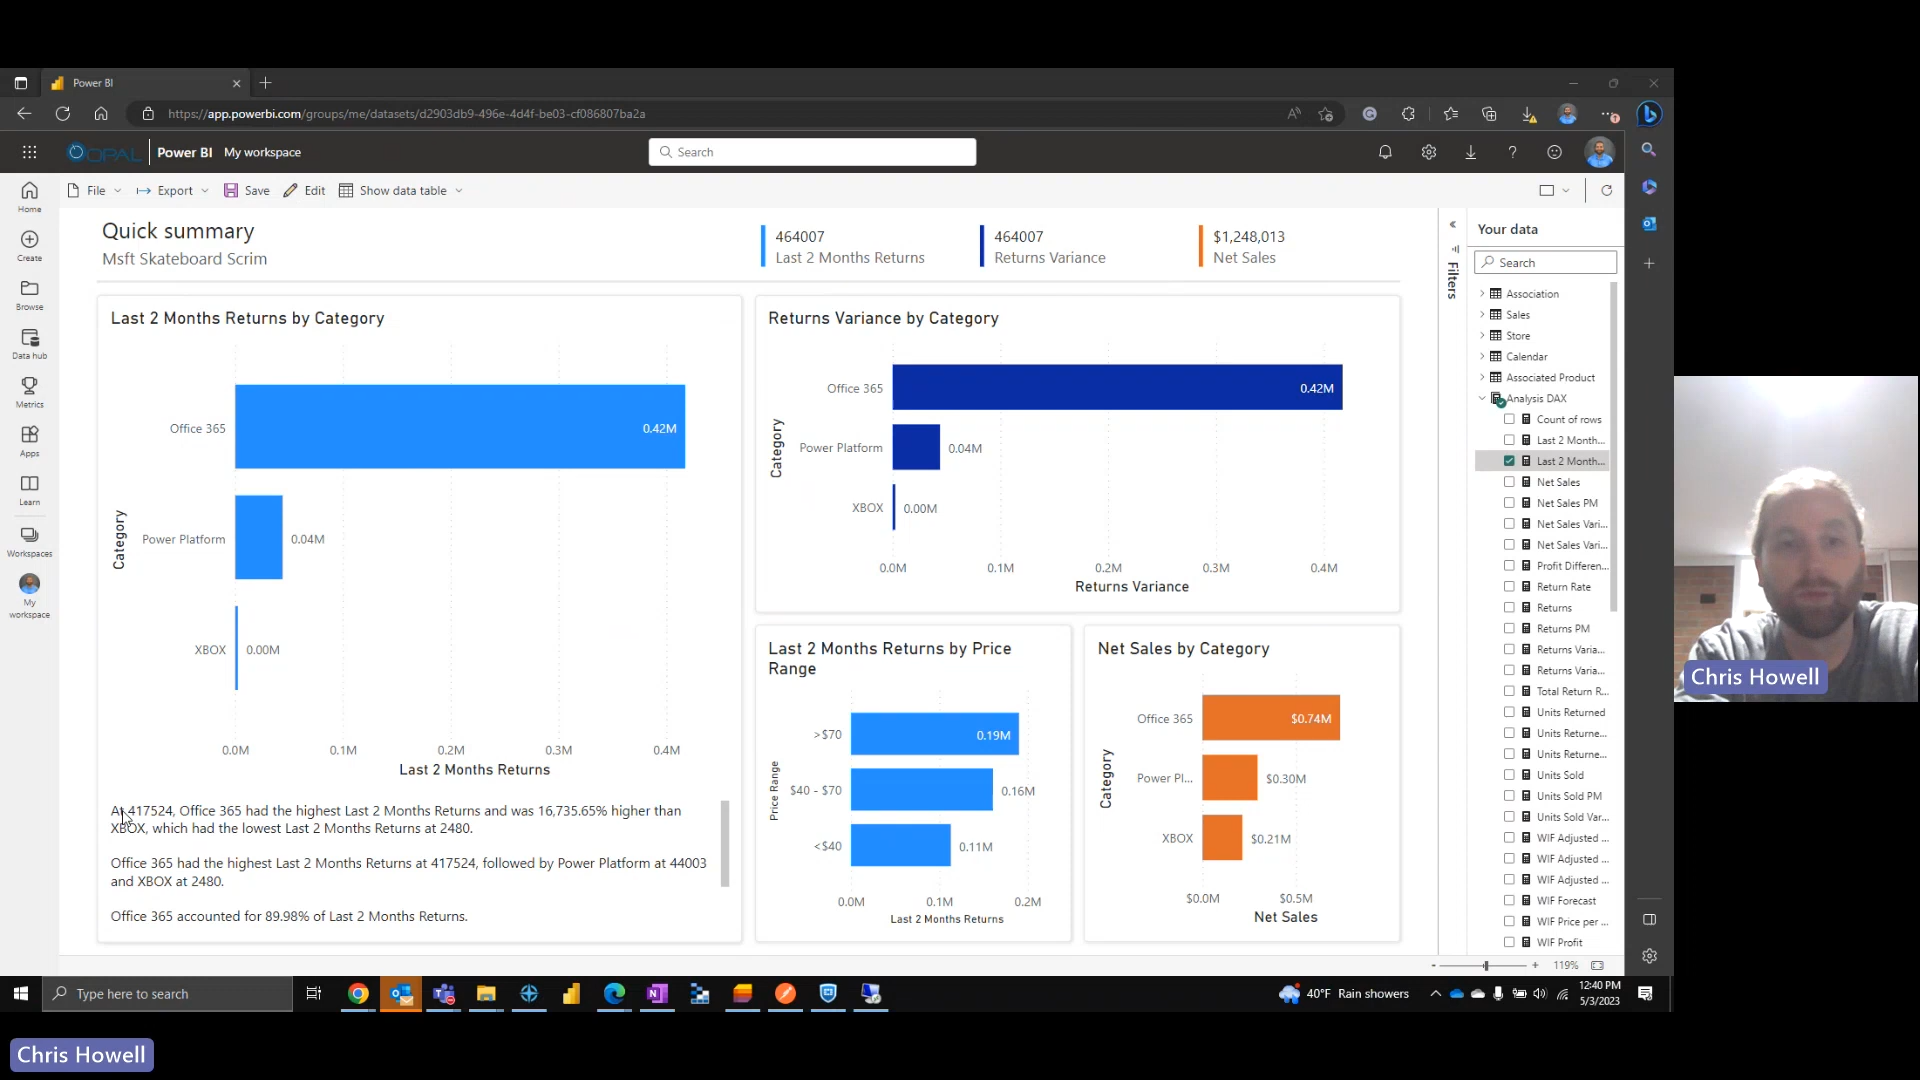 Power BI
https://app.powerbi.com/groups/me/datasets/d2903db9-496e-4d4f-be03-cf086807ba2a
OPAL
Power BI My workspace
Search
File Export Save Edit Show data table
Home
Create
Browse
Data hub
Metrics
Apps
Learn
Workspaces
My
workspace
Quick summary
Msft Skateboard Scrim
464007
Last 2 Months Returns
464007
Returns Variance
$1,248,013
Net Sales
Last 2 Months Returns by Category
Category
Office 365
0.42M
Power Platform
0.04M
XBOX
0.00M
0.0M 0.1M 0.2M 0.3M 0.4M
Last 2 Months Returns
At 417524, Office 365 had the highest Last 2 Months Returns and was 16,735.65% higher than
XBOX, which had the lowest Last 2 Months Returns at 2480.
Office 365 had the highest Last 2 Months Returns at 417524, followed by Power Platform at 44003
and XBOX at 2480.
Office 365 accounted for 89.98% of Last 2 Months Returns.
Returns Variance by Category
Category
Office 365
0.42M
Power Platform
0.04M
XBOX
0.00M
0.0M 0.1M 0.2M 0.3M 0.4M
Returns Variance
Last 2 Months Returns by Price
Range
Price Range
>$70
0.19M
$40 - $70
0.16M
<$40
0.11M
0.0M 0.1M 0.2M
Last 2 Months Returns
Net Sales by Category
Category
Office 365
$0.74M
Power Pl...
$0.30M
XBOX
$0.21M
$0.0M $0.5M
Net Sales
Filters
Your data
Search
Association
Sales
Store
Calendar
Associated Product
Analysis DAX
Count of rows
Last 2 Month...
Last 2 Month...
Net Sales
Net Sales PM
Net Sales Vari...
Net Sales Vari...
Profit Differen...
Return Rate
Returns
Returns PM
Returns Varia...
Returns Varia...
Total Return R...
Units Returned
Units Returne...
Units Returne...
Units Sold
Units Sold PM
Units Sold Var...
WIF Adjusted ...
WIF Adjusted ...
WIF Adjusted ...
WIF Forecast
WIF Price per ...
WIF Profit
- + 119%
Type here to search
40°F Rain showers
12:40 PM
5/3/2023
Chris Howell
Chris Howell